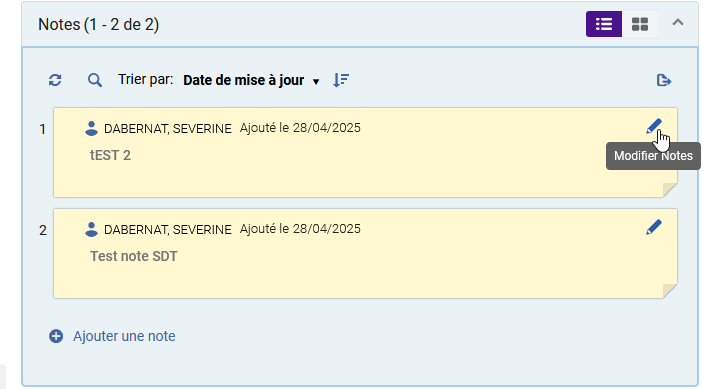 Notes (1 - 2 de 2)
Trier par: Date de mise à jour
1 DABERNAT, SEVERINE Ajouté le 28/04/2025
tEST 2
Modifier Notes
2 DABERNAT, SEVERINE Ajouté le 28/04/2025
Test note SDT
Ajouter une note